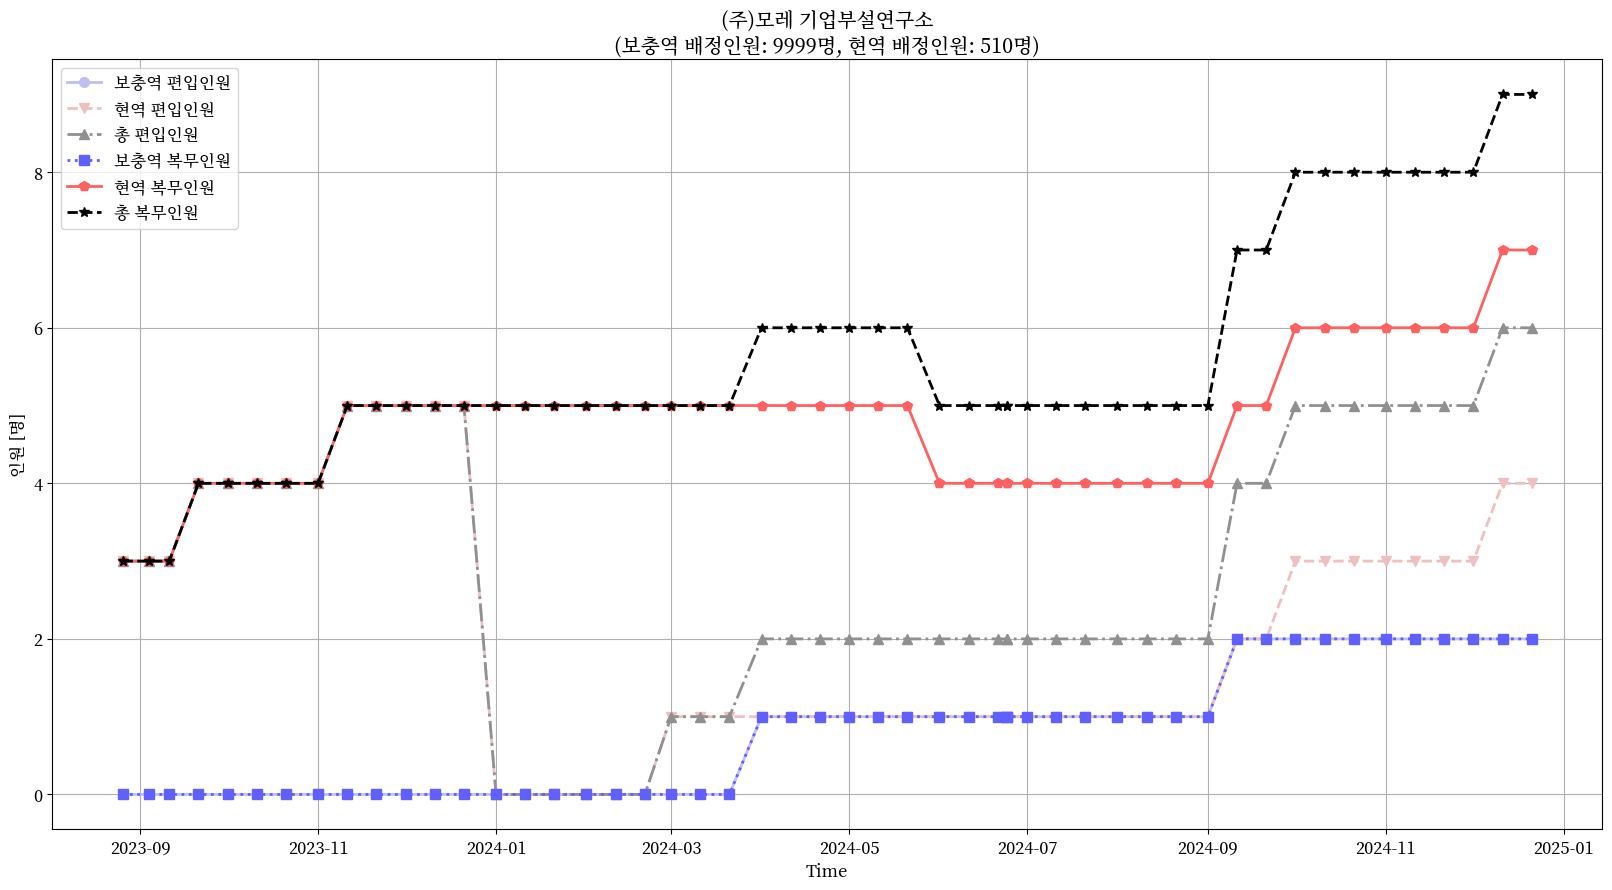 (주)모레 기업부설연구소
(보충역 배정인원: 9999명, 현역 배정인원: 510명)
보충역 편입인원
현역 편입인원
총 편입인원
보충역 복무인원
현역 복무인원
총 복무인원
인원 [명]
8
6
4
2
0
2023-09
2023-11
2024-01
2024-03
2024-05
2024-07
2024-09
2024-11
2025-01
Time